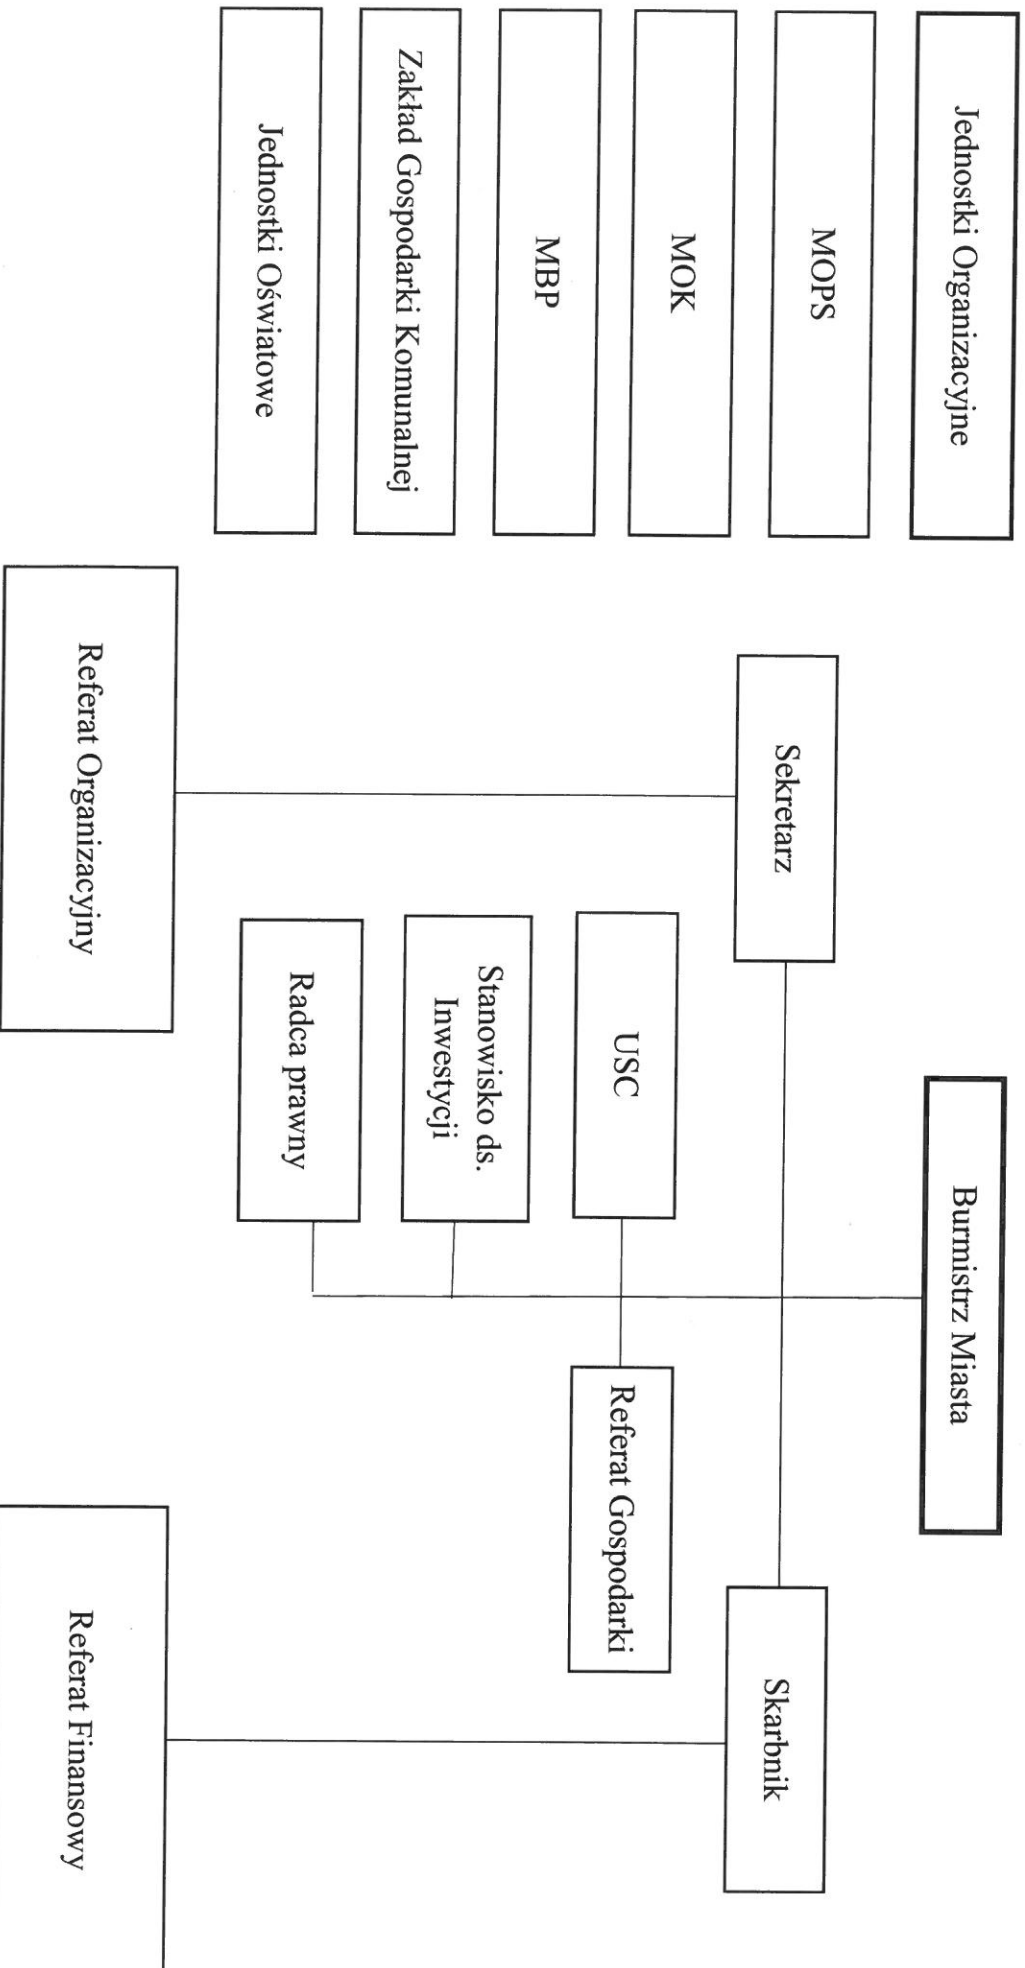 Jednostki Organizacyjne
MOPS
MOK
MBP
Zakład Gospodarki Komunalnej
Jednostki Oświatowe
Burmistrz Miasta
Sekretarz
Skarbnik
USC
Referat Gospodarki
Stanowisko ds.
Inwestycji
Radca prawny
Referat Organizacyjny
Referat Finansowy